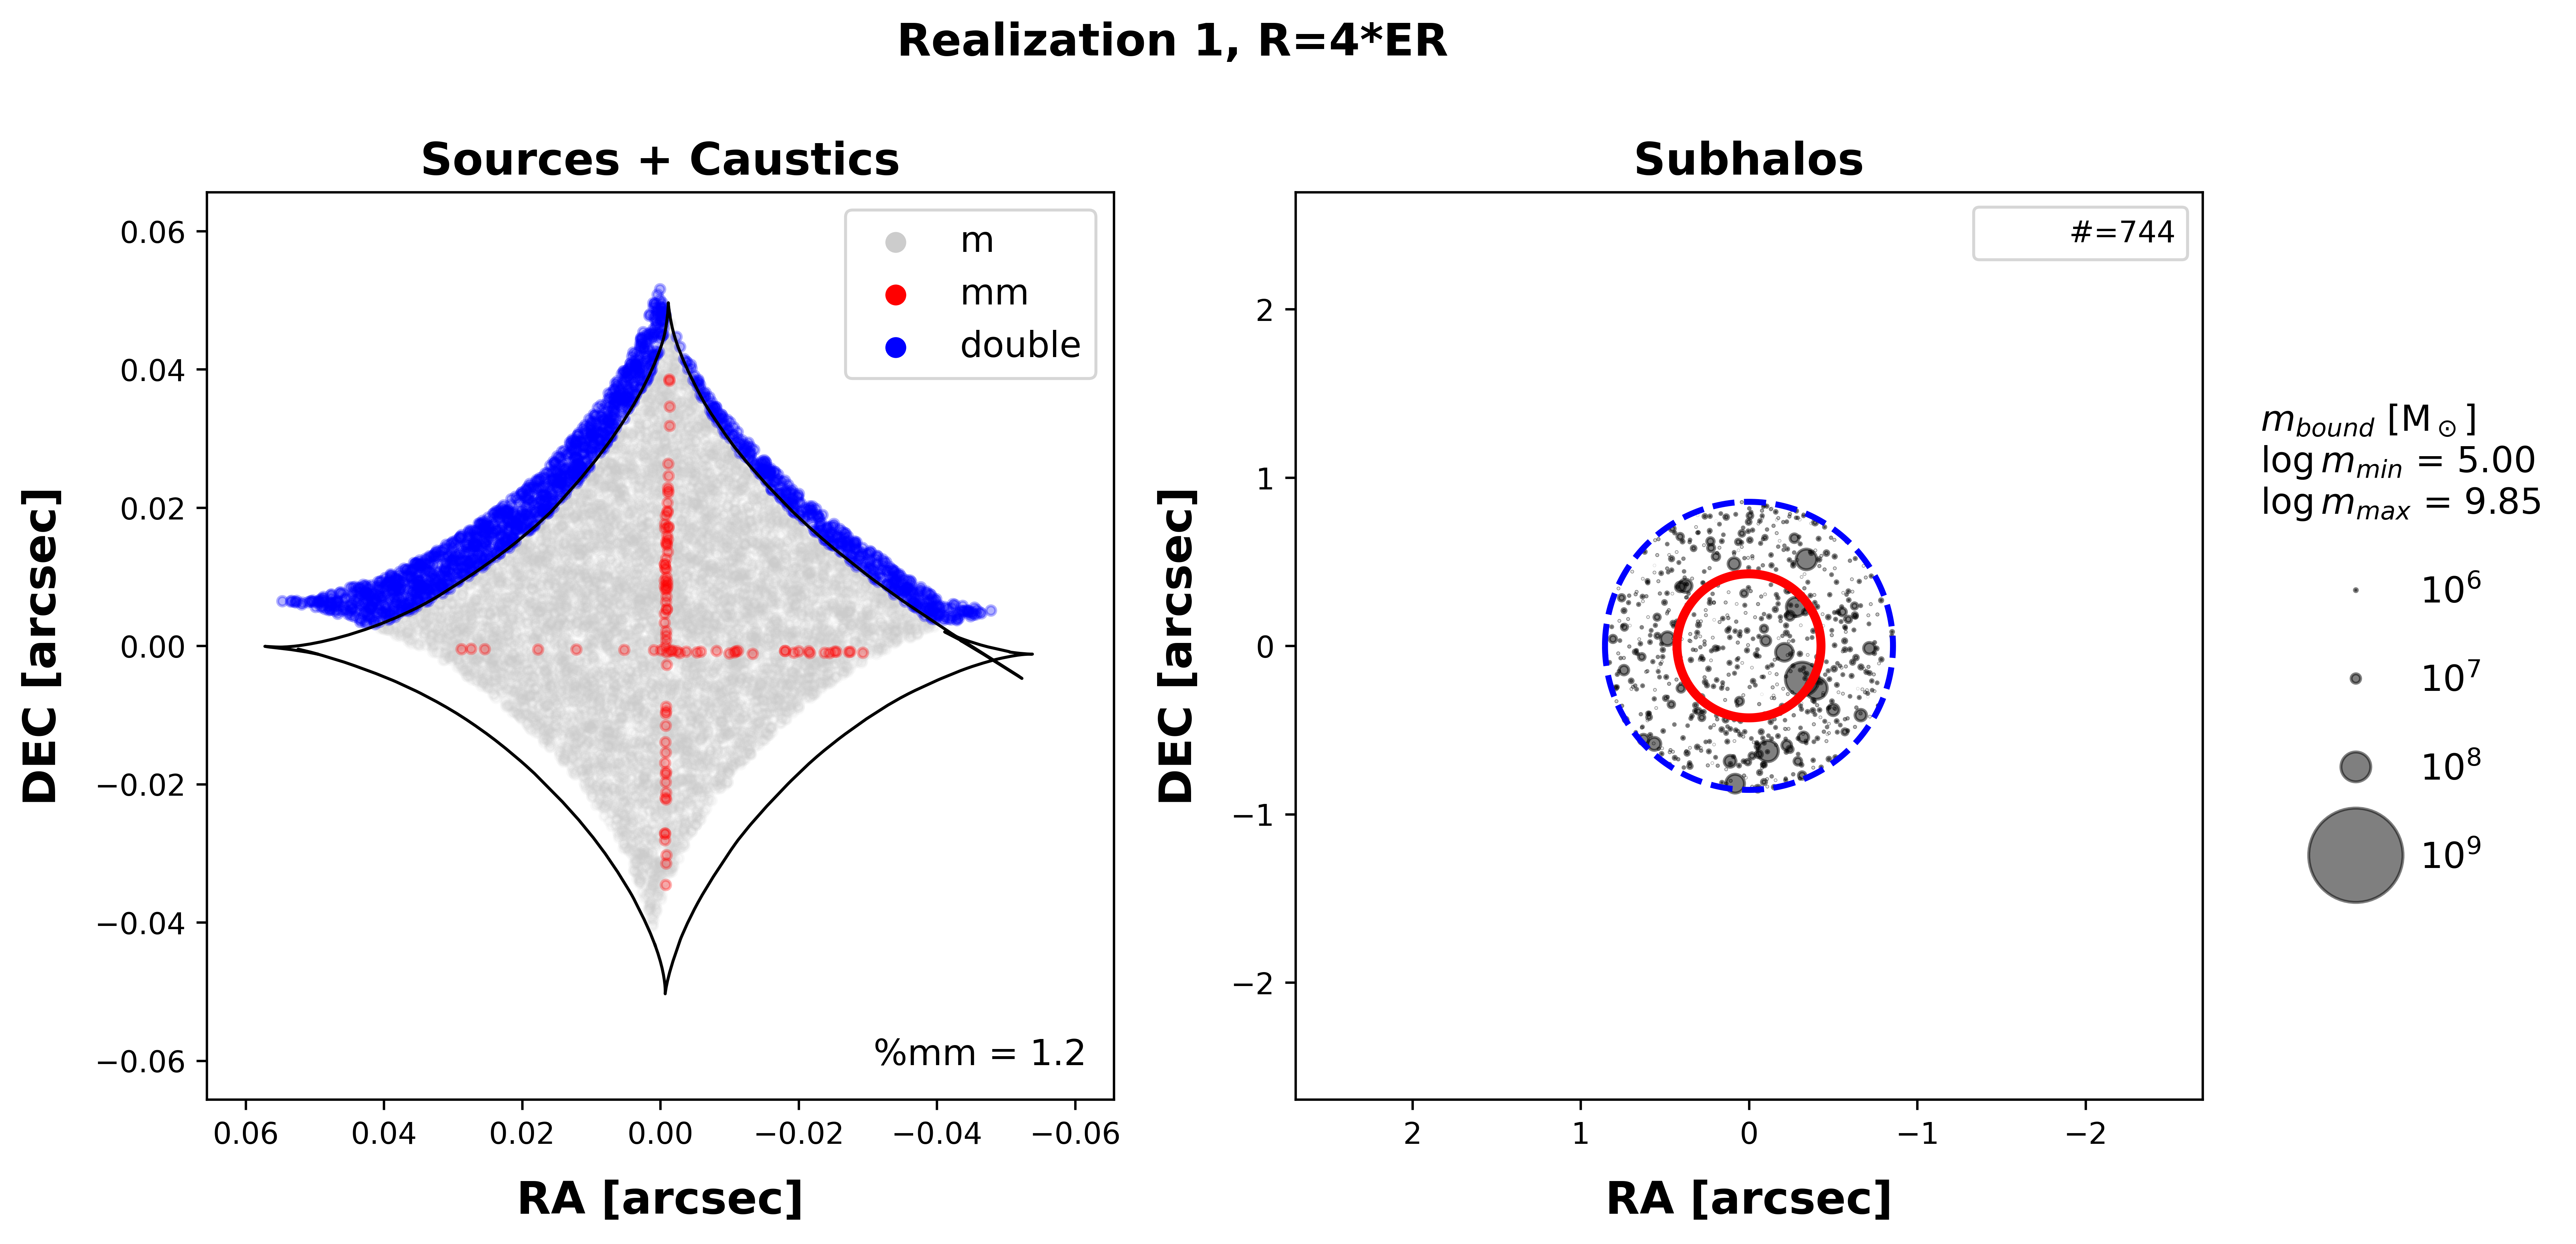 Realization 1, R=4*ER
Sources + Caustics
m
mm
double
%mm = 1.2
0.06
0.04
0.02
0.00
−0.02
−0.04
−0.06
DEC [arcsec]
0.06
0.04
0.02
0.00
−0.02
−0.04
−0.06
RA [arcsec]
Subhalos
#=744
2
1
0
−1
−2
DEC [arcsec]
2
1
0
−1
−2
RA [arcsec]
m_bound [M_⊙]
log m_min = 5.00
log m_max = 9.85
10^6
10^7
10^8
10^9